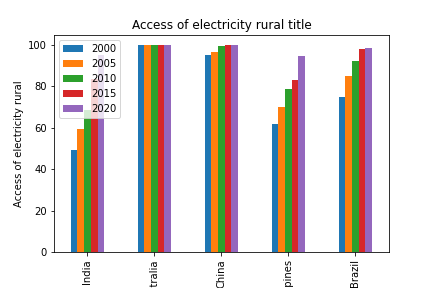 Access of electricity rural title
Access of electricity rural
100
80
60
40
20
0
2000
2005
2010
2015
2020
India
tralia
China
pines
Brazil